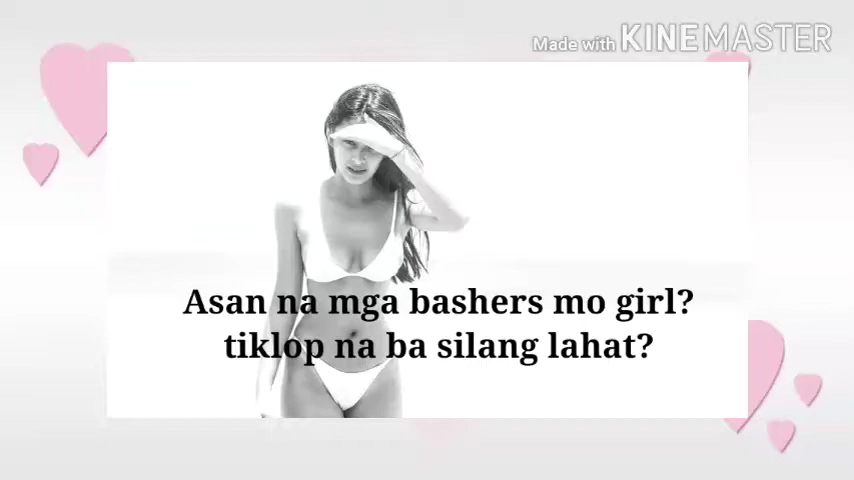 Made with KINEMASTER
Asan na mga bashers mo girl?
tiklop na ba silang lahat?